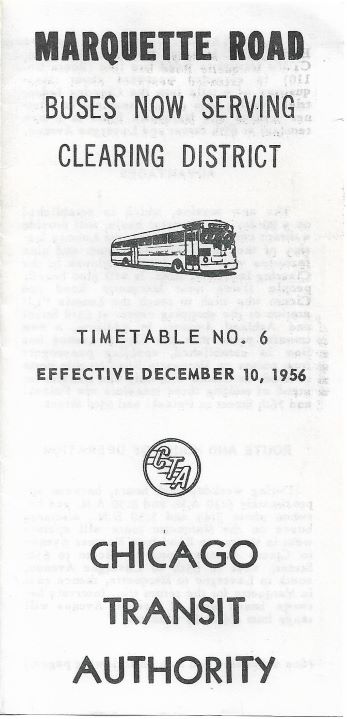 MARQUETTE ROAD
BUSES NOW SERVING
CLEARING DISTRICT
TIMETABLE NO. 6
EFFECTIVE DECEMBER 10, 1956
CTA
CHICAGO
TRANSIT
AUTHORITY